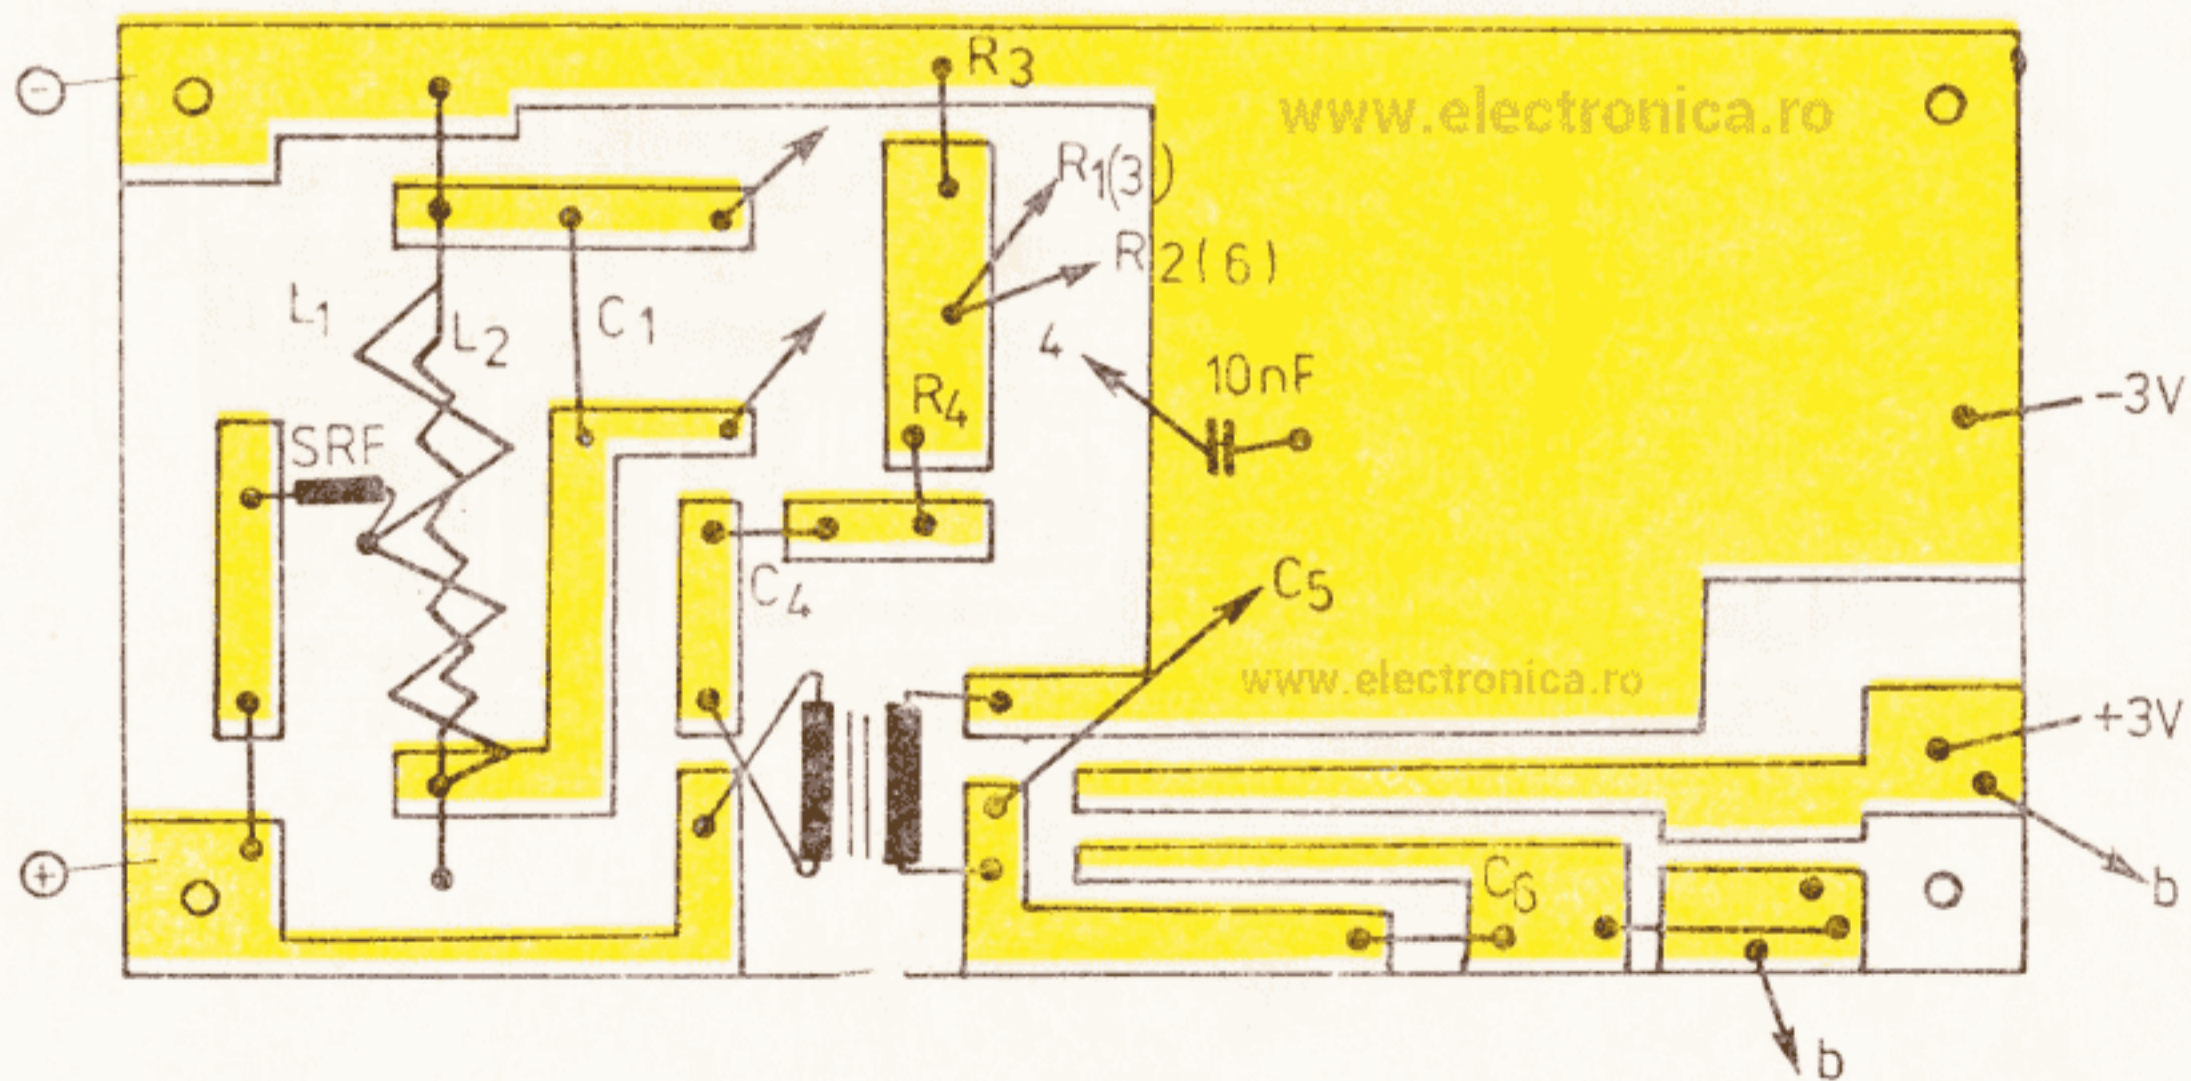 R3
-
www.electronica.ro
R1(3)
R2(6)
L1
L2
C1
4
10nF
-3V
R4
SRF
C4
C5
www.electronica.ro
+3V
+
C6
b
b